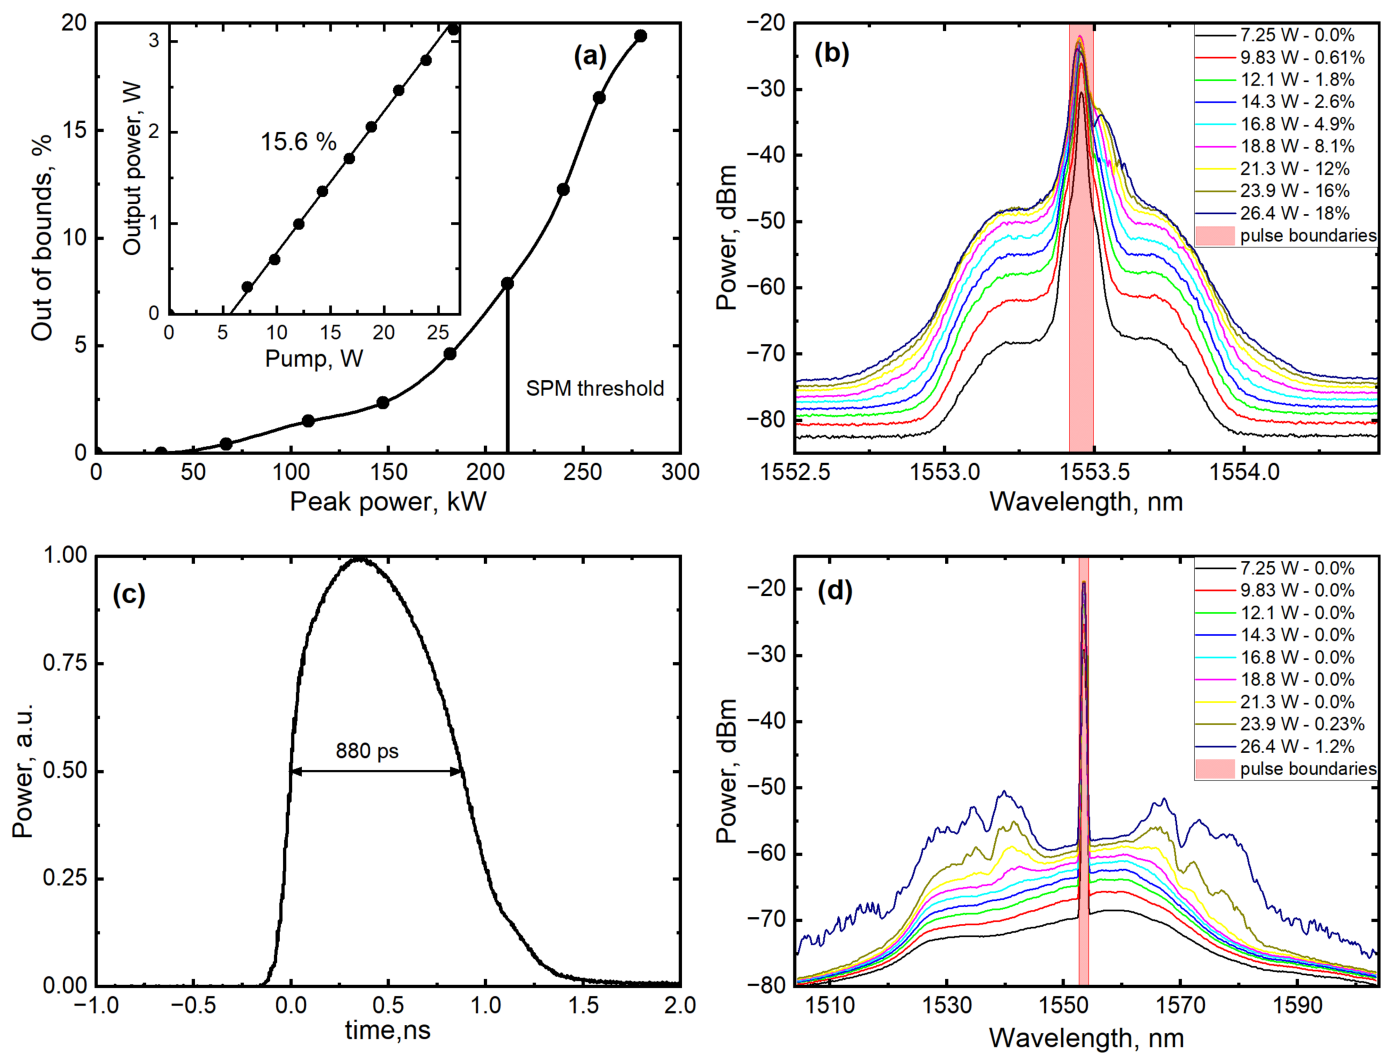 (a)
Out of bounds, %
20
15
10
5
0
0 50 100 150 200 250 300
Peak power, kW
SPM threshold
Output power, W
3
2
1
0
15.6 %
0 5 10 15 20 25
Pump, W
(b)
Power, dBm
−20
−30
−40
−50
−60
−70
−80
1552.5 1553.0 1553.5 1554.0
Wavelength, nm
7.25 W - 0.0%
9.83 W - 0.61%
12.1 W - 1.8%
14.3 W - 2.6%
16.8 W - 4.9%
18.8 W - 8.1%
21.3 W - 12%
23.9 W - 16%
26.4 W - 18%
pulse boundaries
(c)
Power, a.u.
1.00
0.75
0.50
0.25
0.00
880 ps
−1.0 −0.5 0.0 0.5 1.0 1.5 2.0
time,ns
(d)
Power, dBm
−20
−30
−40
−50
−60
−70
−80
1510 1530 1550 1570 1590
Wavelength, nm
7.25 W - 0.0%
9.83 W - 0.0%
12.1 W - 0.0%
14.3 W - 0.0%
16.8 W - 0.0%
18.8 W - 0.0%
21.3 W - 0.0%
23.9 W - 0.23%
26.4 W - 1.2%
pulse boundaries